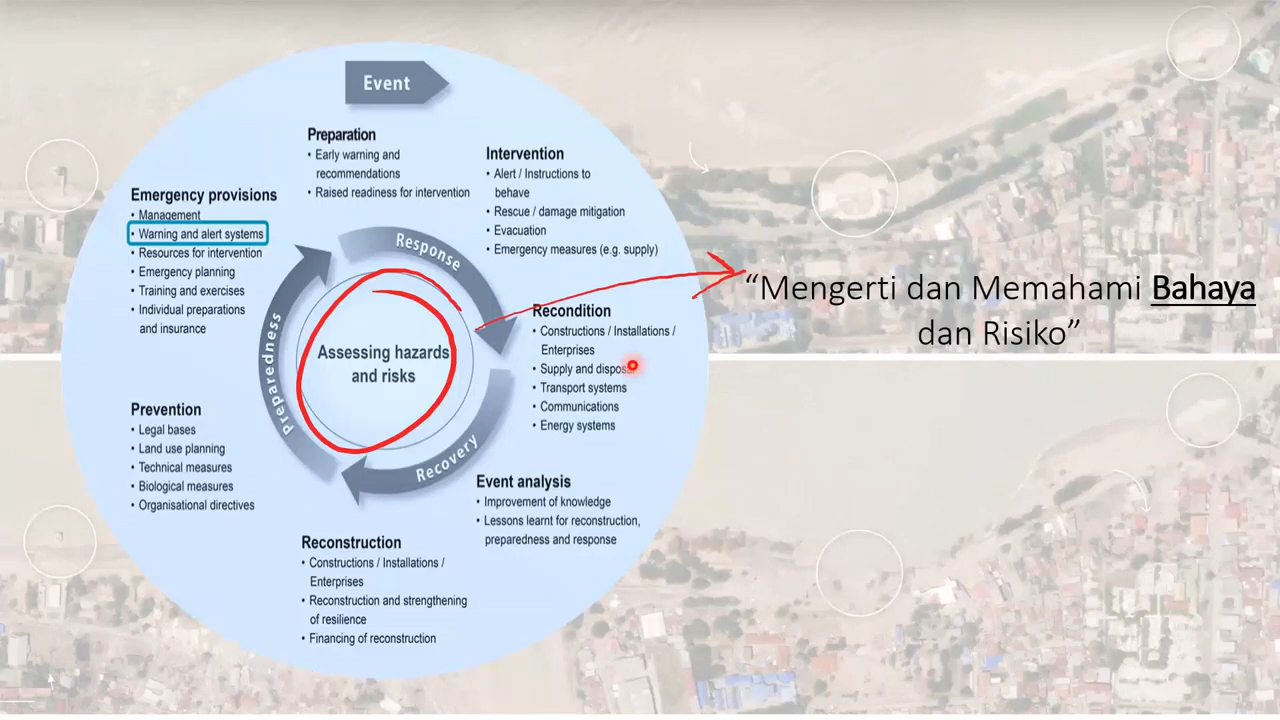 Event
Preparation
• Early warning and
recommendations
• Raised readiness for intervention
Intervention
• Alert / Instructions to
behave
• Rescue / damage mitigation
• Evacuation
• Emergency measures (e.g. supply)
Emergency provisions
• Management
• Warning and alert systems
• Resources for intervention
• Emergency planning
• Training and exercises
• Individual preparations
and insurance
Response
Recondition
• Constructions / Installations /
Enterprises
• Supply and disposal
• Transport systems
• Communications
• Energy systems
"Mengerti dan Memahami Bahaya
dan Risiko"
Assessing hazards
and risks
Preparedness
Recovery
Prevention
• Legal bases
• Land use planning
• Technical measures
• Biological measures
• Organisational directives
Event analysis
• Improvement of knowledge
• Lessons learnt for reconstruction,
preparedness and response
Reconstruction
• Constructions / Installations /
Enterprises
• Reconstruction and strengthening
of resilience
• Financing of reconstruction